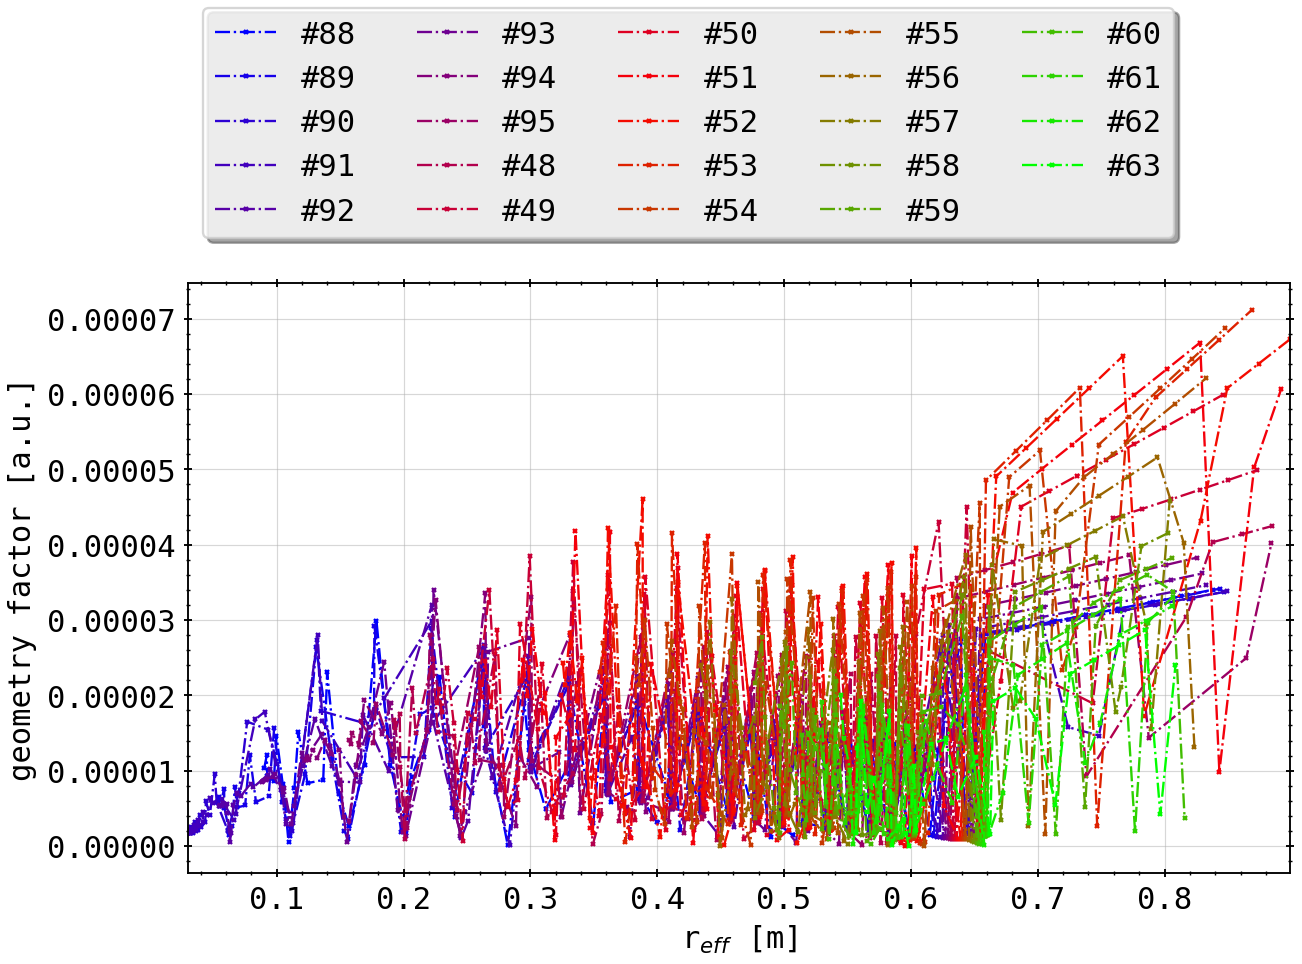 #88 #93 #50 #55 #60
#89 #94 #51 #56 #61
#90 #95 #52 #57 #62
#91 #48 #53 #58 #63
#92 #49 #54 #59
0.00007
0.00006
0.00005
0.00004
0.00003
0.00002
0.00001
0.00000
geometry factor [a.u.]
0.1 0.2 0.3 0.4 0.5 0.6 0.7 0.8
r_eff [m]